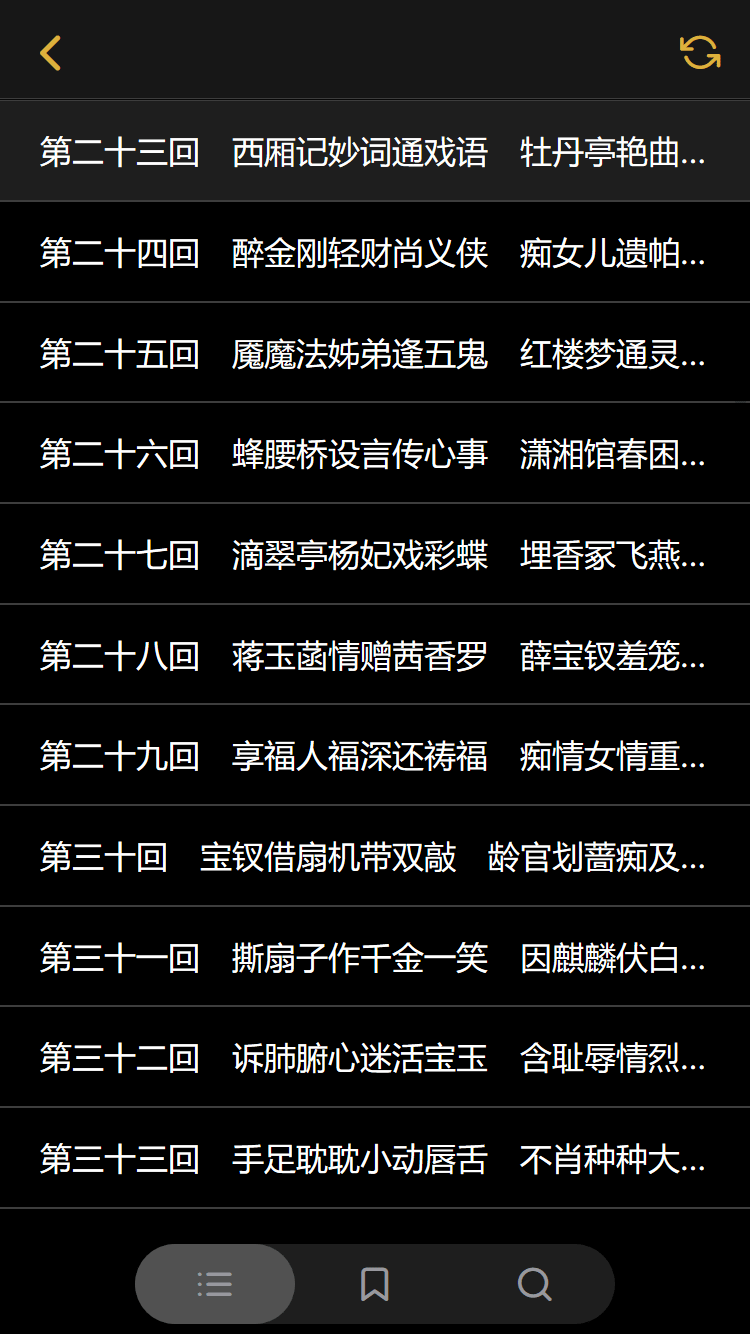 第二十三回　西厢记妙词通戏语　牡丹亭艳曲...
第二十四回　醉金刚轻财尚义侠　痴女儿遗帕...
第二十五回　魇魔法姊弟逢五鬼　红楼梦通灵...
第二十六回　蜂腰桥设言传心事　潇湘馆春困...
第二十七回　滴翠亭杨妃戏彩蝶　埋香冢飞燕...
第二十八回　蒋玉菡情赠茜香罗　薛宝钗羞笼...
第二十九回　享福人福深还祷福　痴情女情重...
第三十回　宝钗借扇机带双敲　龄官划蔷痴及...
第三十一回　撕扇子作千金一笑　因麒麟伏白...
第三十二回　诉肺腑心迷活宝玉　含耻辱情烈...
第三十三回　手足耽耽小动唇舌　不肖种种大...